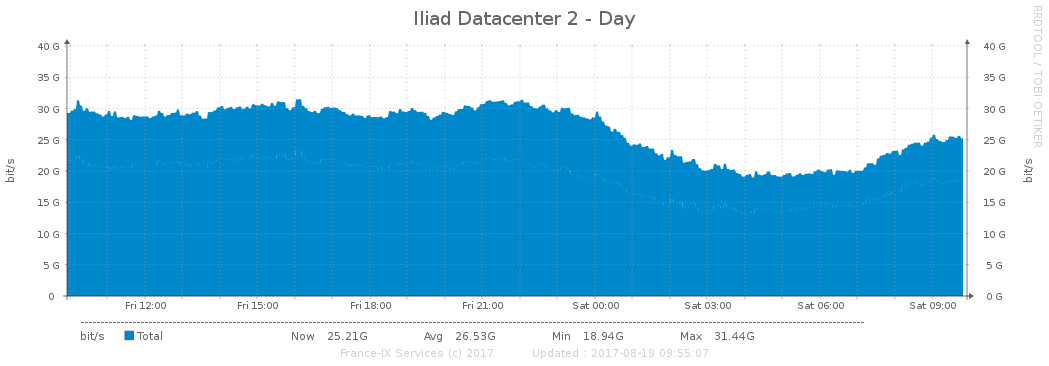 Iliad Datacenter 2 - Day
RRDTOOL / TOBI OETIKER
40 G 40 G
35 G 35 G
30 G 30 G
25 G 25 G
20 G 20 G
15 G 15 G
10 G 10 G
5 G 5 G
0 0 G
bit/s bit/s
Fri 12:00 Fri 15:00 Fri 18:00 Fri 21:00 Sat 00:00 Sat 03:00 Sat 06:00 Sat 09:00
bit/s Total Now 25.21G Avg 26.53G Min 18.94G Max 31.44G
France-IX Services (c) 2017 Updated : 2017-08-19 09:55:07